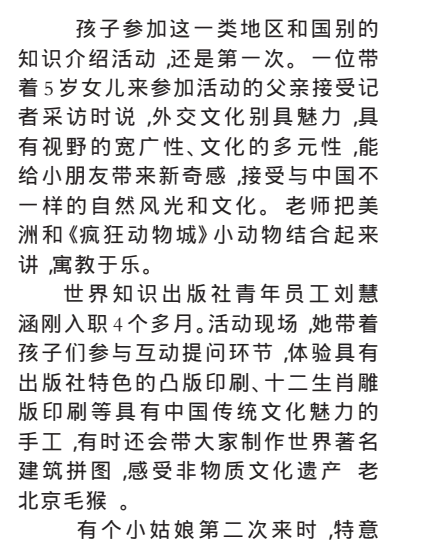 孩子参加这一类地区和国别的
知识介绍活动,还是第一次。一位带
着5岁女儿来参加活动的父亲接受记
者采访时说,外交文化别具魅力,具
有视野的宽广性、文化的多元性,能
给小朋友带来新奇感,接受与中国不
一样的自然风光和文化。老师把美
洲和《疯狂动物城》小动物结合起来
讲,寓教于乐。
世界知识出版社青年员工刘慧
涵刚入职4个多月。活动现场,她带着
孩子们参与互动提问环节,体验具有
出版社特色的凸版印刷、十二生肖雕
版印刷等具有中国传统文化魅力的
手工,有时还会带大家制作世界著名
建筑拼图,感受非物质文化遗产 老
北京毛猴 。
有个小姑娘第二次来时,特意